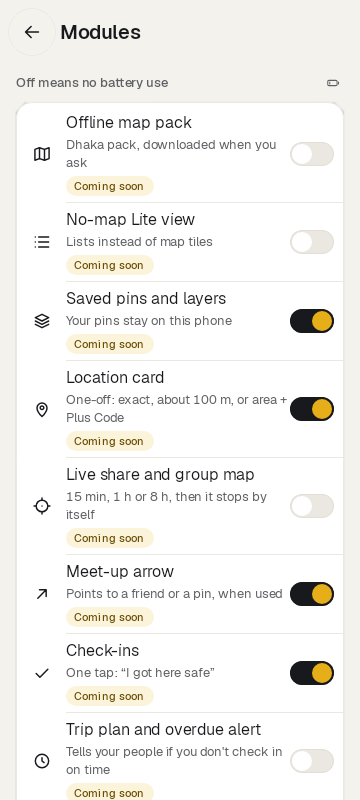 Modules
Off means no battery use
Offline map pack
Dhaka pack, downloaded when you
ask
Coming soon
No-map Lite view
Lists instead of map tiles
Coming soon
Saved pins and layers
Your pins stay on this phone
Coming soon
Location card
One-off: exact, about 100 m, or area +
Plus Code
Coming soon
Live share and group map
15 min, 1 h or 8 h, then it stops by
itself
Coming soon
Meet-up arrow
Points to a friend or a pin, when used
Coming soon
Check-ins
One tap: “I got here safe”
Coming soon
Trip plan and overdue alert
Tells your people if you don't check in
on time
Coming soon